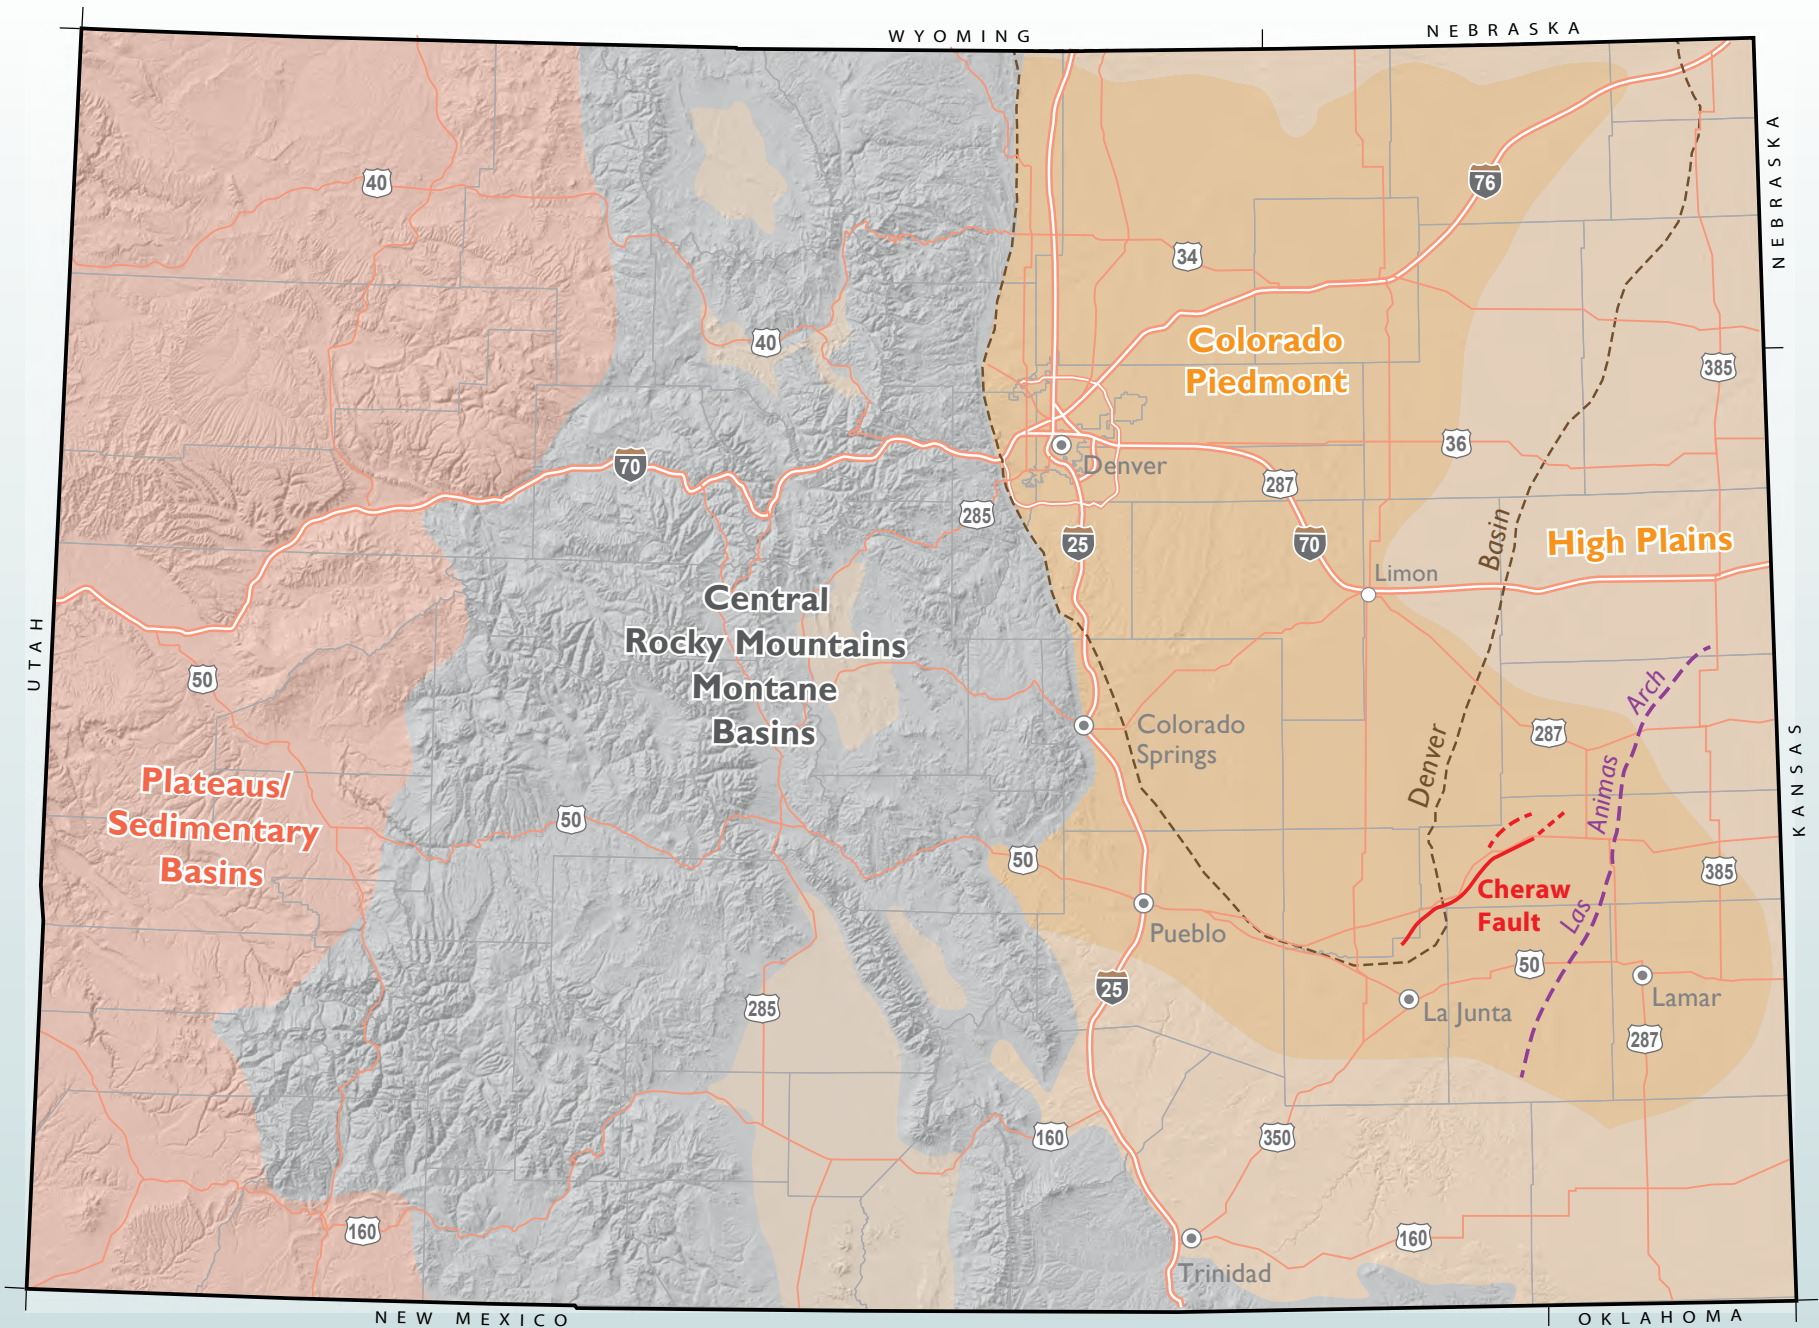 WYOMING
NEBRASKA
NEBRASKA
40
76
34
40
Colorado
Piedmont
385
36
70
Denver
287
285
25
70
Basin
High Plains
Limon
Central
Rocky Mountains
Montane
Basins
UTAH
50
Colorado
Springs
Arch
287
Denver
Animas
KANSAS
Plateaus/
Sedimentary
Basins
50
50
385
Cheraw
Fault
Las
Pueblo
50
25
285
La Junta
Lamar
287
160
350
160
160
Trinidad
NEW MEXICO
OKLAHOMA